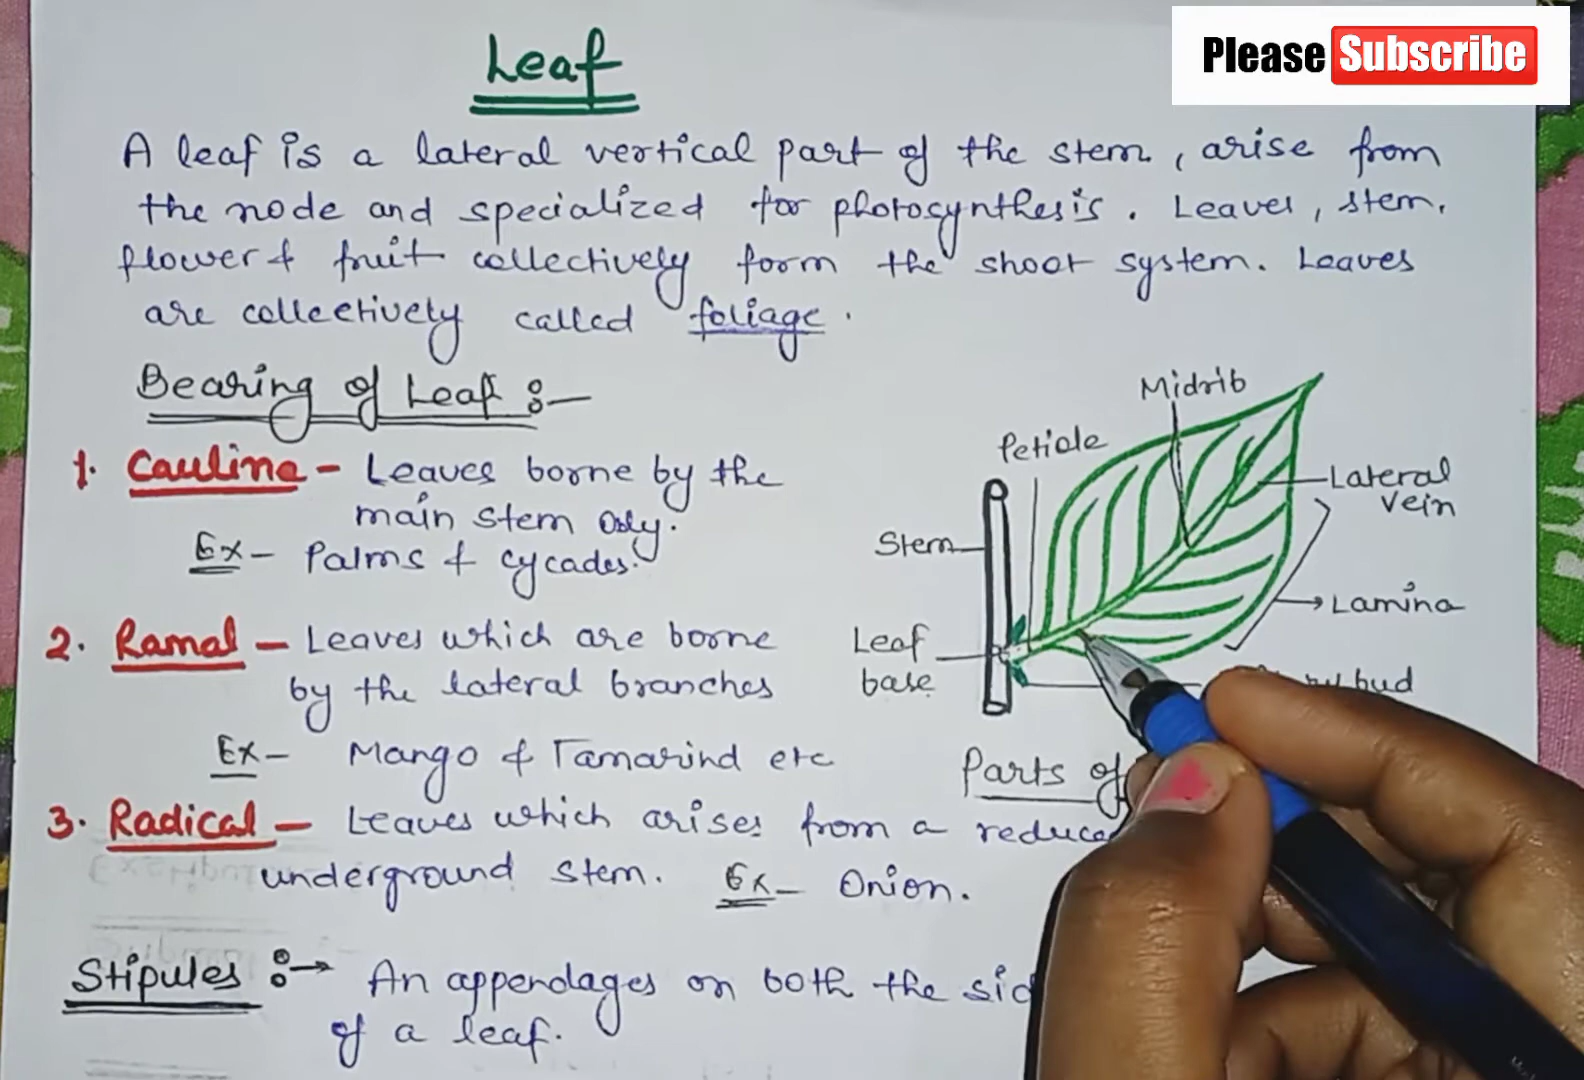 Please Subscribe
Leaf
A leaf is a lateral vertical part of the stem, arise from
the node and specialized for photosynthesis. Leaves, stem,
flower & fruit collectively form the shoot system. Leaves
are collectively called foliage.
Bearing of Leaf :-
1. Cauline - Leaves borne by the
main stem only.
Ex - Palms & cycades.
2. Ramal - Leaves which are borne
by the lateral branches
Ex - Mango & Tamarind etc
3. Radical - Leaves which arises from a
underground stem. Ex - Onion.
Stipules :→ An appendages on both the
of a leaf.
Midrib
Petiole
Lateral
vein
Stem
Lamina
Leaf
base
bud
Parts of